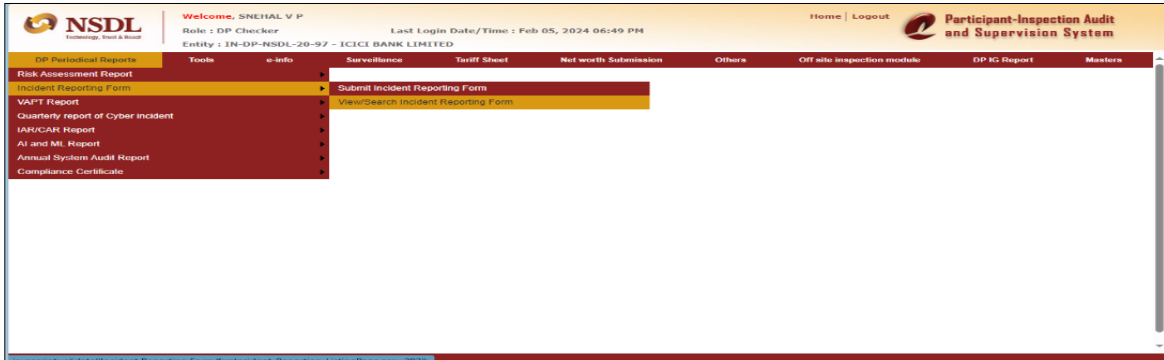 NSDL
Technology, Trust & Reach
Welcome, SNEHAL V P
Role : DP Checker
Last Login Date/Time : Feb 05, 2024 06:49 PM
Entity : IN-DP-NSDL-20-97 - ICICI BANK LIMITED
Home | Logout
Participant-Inspection Audit
and Supervision System
DP Periodical Reports Tools e-info Surveillance Tariff Sheet Net worth Submission Others Off site inspection module DP IG Report Masters
Risk Assessment Report
Incident Reporting Form
Submit Incident Reporting Form
VAPT Report
View/Search Incident Reporting Form
Quarterly report of Cyber incident
IAR/CAR Report
AI and ML Report
Annual System Audit Report
Compliance Certificate